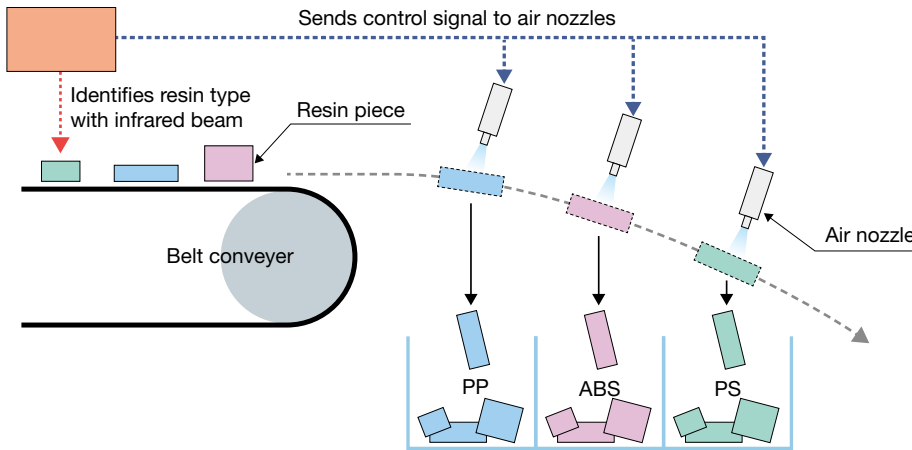 Sends control signal to air nozzles
Identifies resin type
with infrared beam
Resin piece
Belt conveyer
Air nozzle
PP
ABS
PS